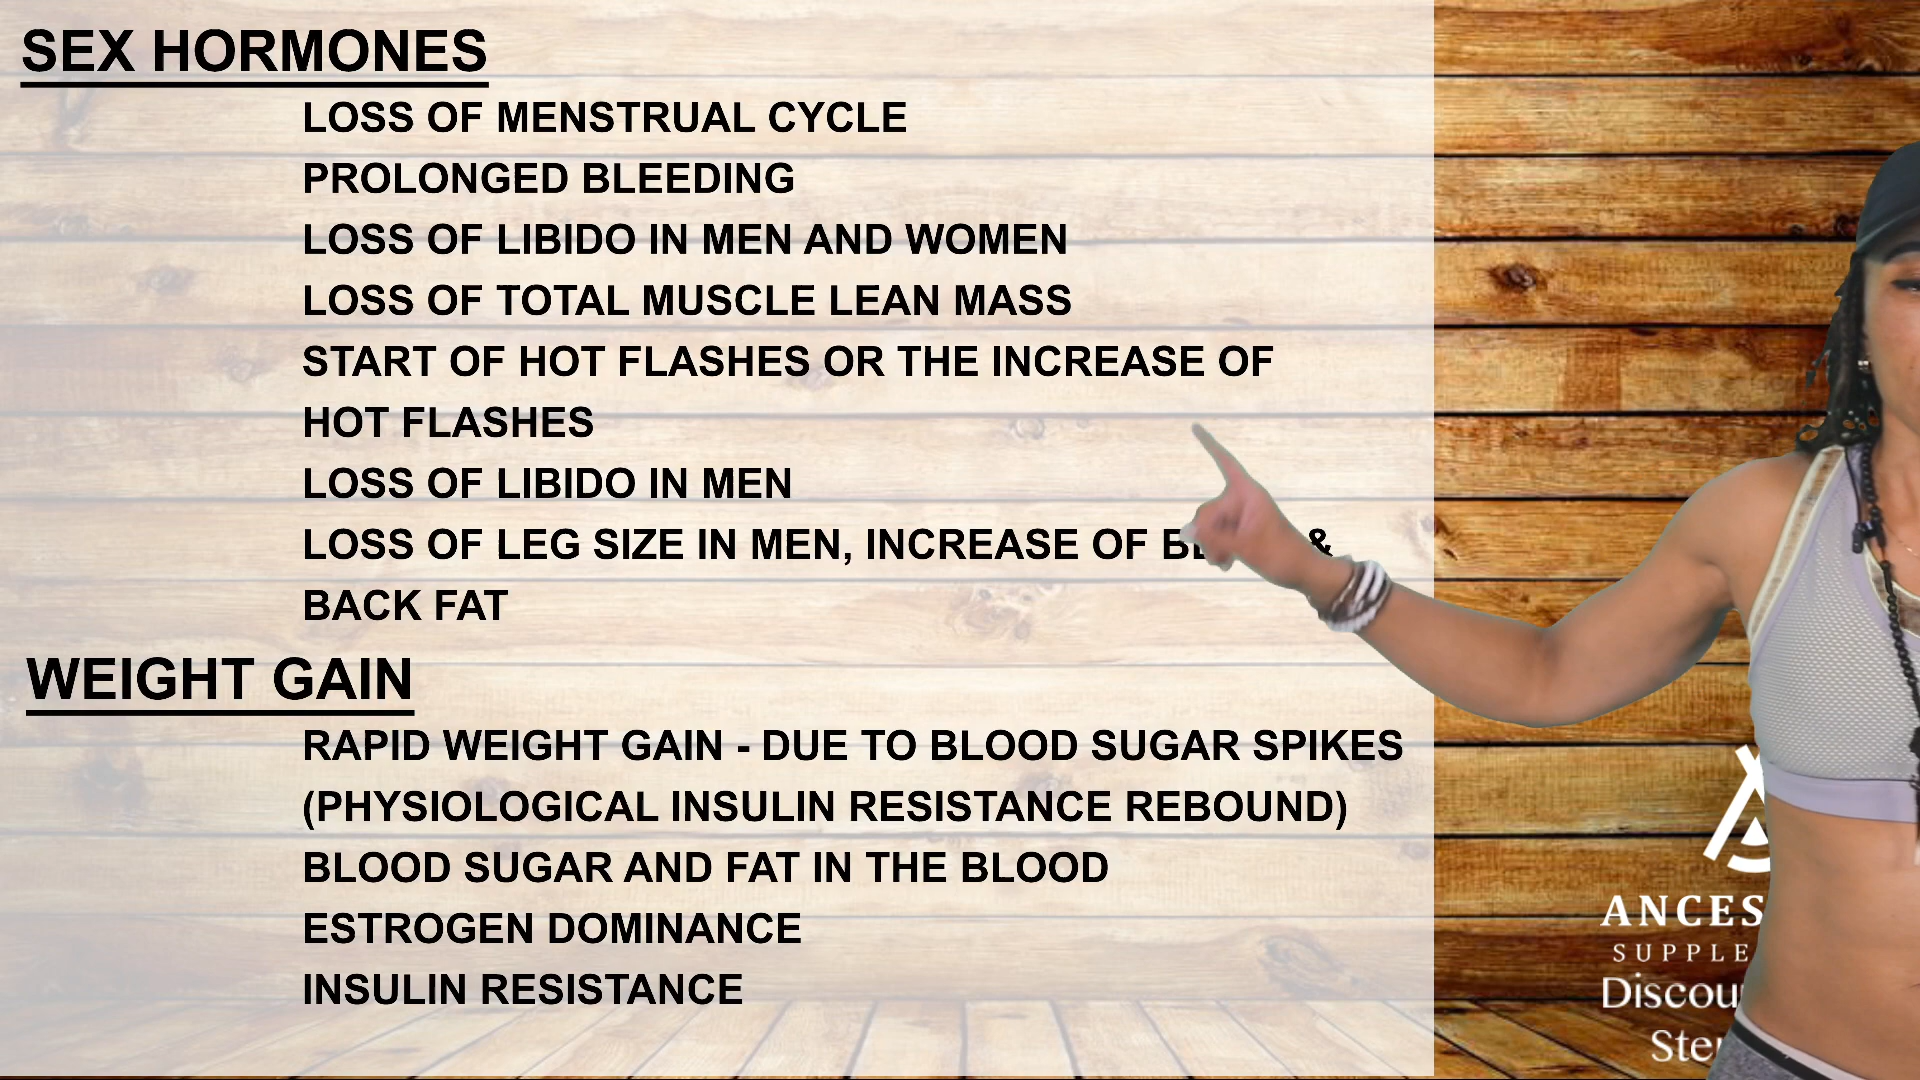 SEX HORMONES
LOSS OF MENSTRUAL CYCLE
PROLONGED BLEEDING
LOSS OF LIBIDO IN MEN AND WOMEN
LOSS OF TOTAL MUSCLE LEAN MASS
START OF HOT FLASHES OR THE INCREASE OF
HOT FLASHES
LOSS OF LIBIDO IN MEN
LOSS OF LEG SIZE IN MEN, INCREASE OF &
BACK FAT
WEIGHT GAIN
RAPID WEIGHT GAIN - DUE TO BLOOD SUGAR SPIKES
(PHYSIOLOGICAL INSULIN RESISTANCE REBOUND)
BLOOD SUGAR AND FAT IN THE BLOOD
ESTROGEN DOMINANCE
INSULIN RESISTANCE